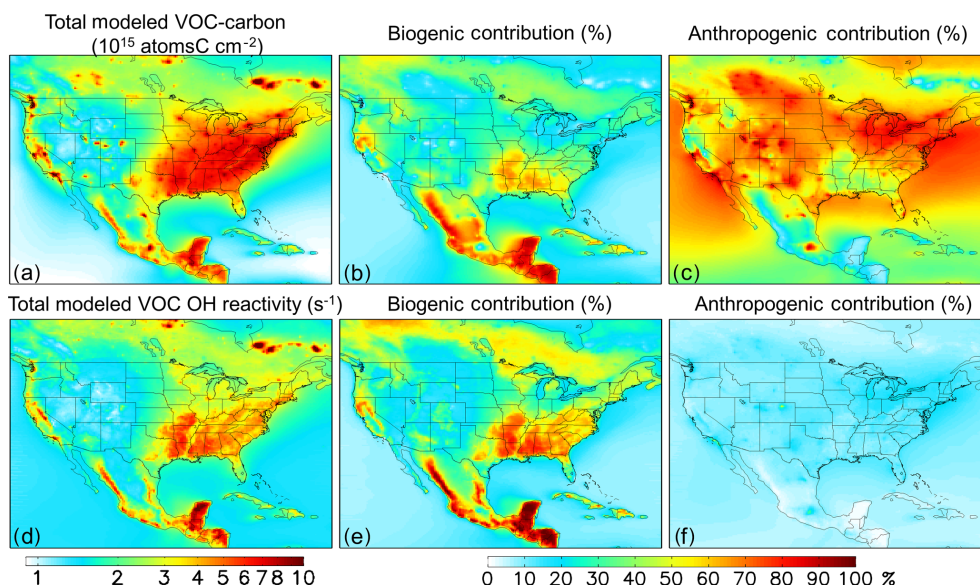 Total modeled VOC-carbon
(10¹⁵ atomsC cm⁻²)
Biogenic contribution (%)
Anthropogenic contribution (%)
(a)
(b)
(c)
Total modeled VOC OH reactivity (s⁻¹)
Biogenic contribution (%)
Anthropogenic contribution (%)
(d)
(e)
(f)
1 2 3 4 5 6 7 8 10
0 10 20 30 40 50 60 70 80 90 100 %